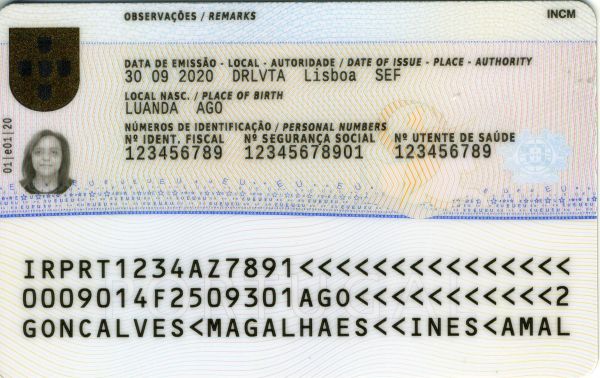 OBSERVAÇÕES / REMARKS
INCM
DATA DE EMISSÃO - LOCAL - AUTORIDADE / DATE OF ISSUE - PLACE - AUTHORITY
30 09 2020 DRLVTA Lisboa SEF
LOCAL NASC. / PLACE OF BIRTH
LUANDA AGO
NÚMEROS DE IDENTIFICAÇÃO / PERSONAL NUMBERS
Nº IDENT. FISCAL Nº SEGURANÇA SOCIAL Nº UTENTE DE SAÚDE
123456789 12345678901 123456789
01|e01|20
IRPRT1234AZ7891<<<<<<<<<<<<<<<
0009014F2509301AGO<<<<<<<<<<<2
GONCALVES<MAGALHAES<<INES<AMAL
PORTUGAL